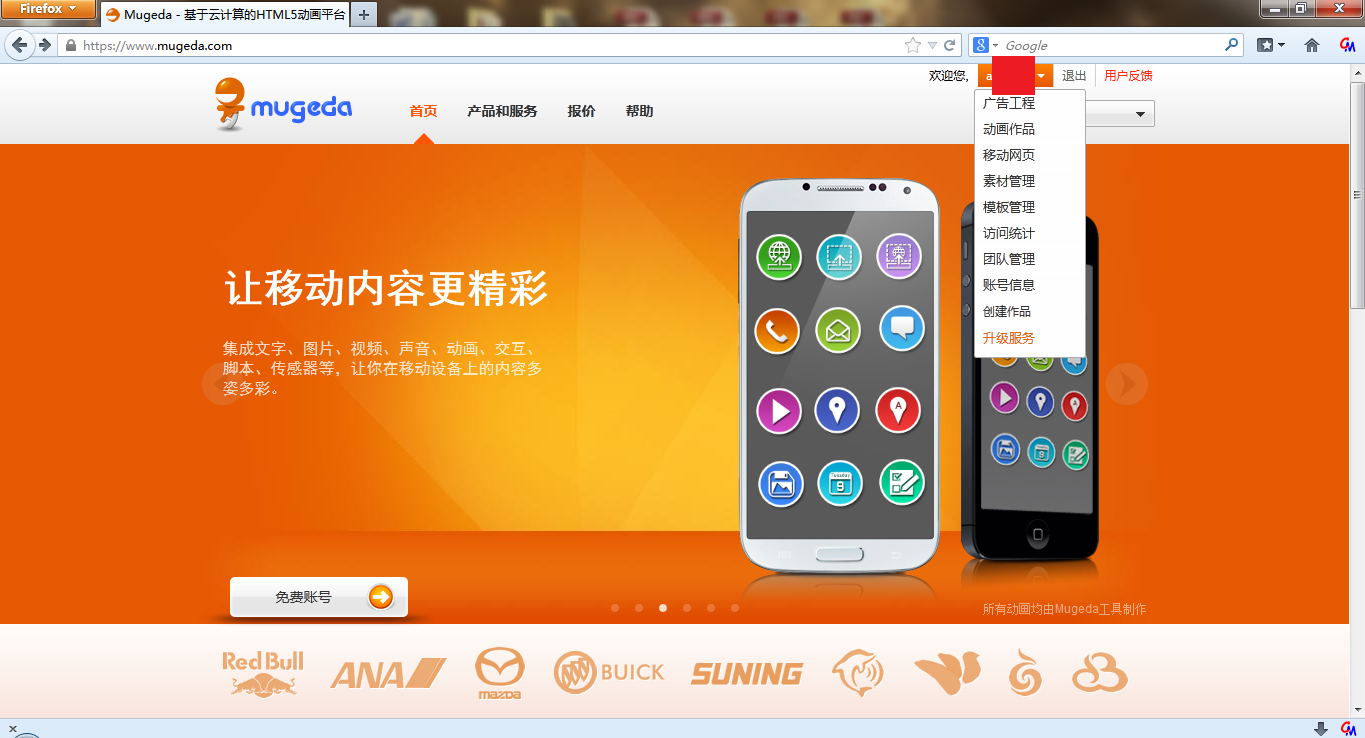 Firefox
Mugeda - 基于云计算的HTML5动画平台
https://www.mugeda.com
Google
欢迎您,
a
退出
用户反馈
mugeda
首页
产品和服务
报价
帮助
广告工程
动画作品
移动网页
素材管理
模板管理
访问统计
团队管理
账号信息
创建作品
升级服务
让移动内容更精彩
集成文字、图片、视频、声音、动画、交互、
脚本、传感器等，让你在移动设备上的内容多
姿多彩。
免费账号
所有动画均由Mugeda工具制作
Red Bull
ANA
mazda
BUICK
SUNING